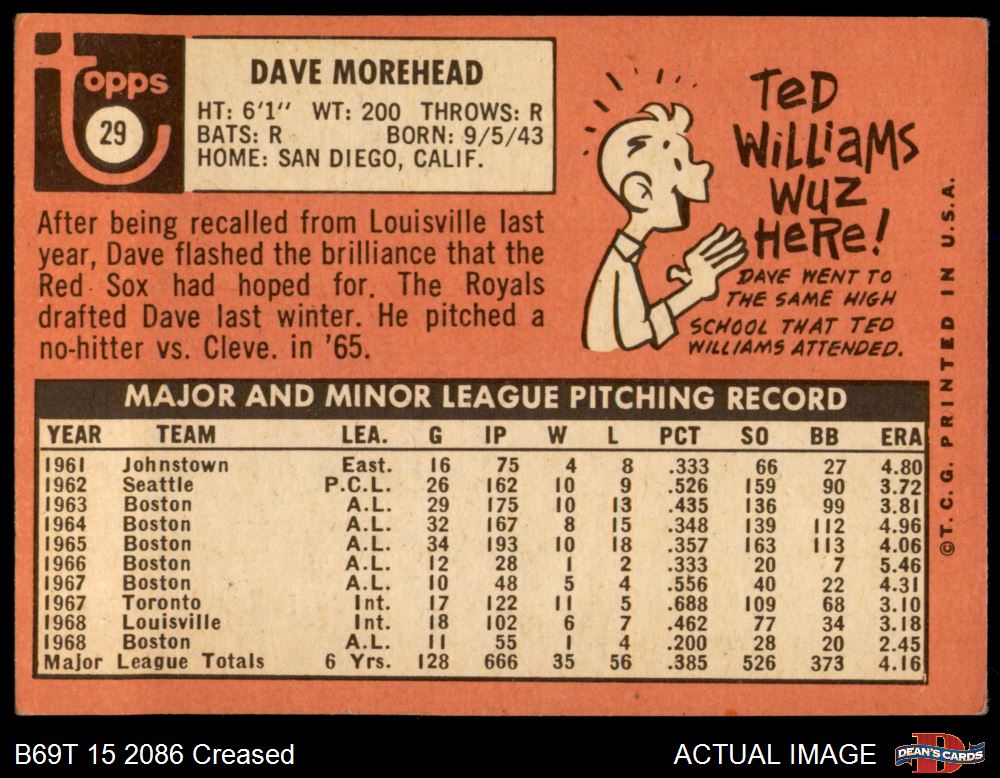 topps
29
DAVE MOREHEAD
HT: 6'1" WT: 200 THROWS: R
BATS: R BORN: 9/5/43
HOME: SAN DIEGO, CALIF.
After being recalled from Louisville last
year, Dave flashed the brilliance that the
Red Sox had hoped for. The Royals
drafted Dave last winter. He pitched a
no-hitter vs. Cleve. in '65.
TeD
WiLLiaMS
WuZ
HeRe!
DAVE WENT TO
THE SAME HIGH
SCHOOL THAT TED
WILLIAMS ATTENDED.
© T. C. G. PRINTED IN U.S.A.
MAJOR AND MINOR LEAGUE PITCHING RECORD
YEAR TEAM LEA. G IP W L PCT SO BB ERA
1961 Johnstown East. 16 75 4 8 .333 66 27 4.80
1962 Seattle P.C.L. 26 162 10 9 .526 159 90 3.72
1963 Boston A.L. 29 175 10 13 .435 136 99 3.81
1964 Boston A.L. 32 167 8 15 .348 139 112 4.96
1965 Boston A.L. 34 193 10 18 .357 163 113 4.06
1966 Boston A.L. 12 28 1 2 .333 20 7 5.46
1967 Boston A.L. 10 48 5 4 .556 40 22 4.31
1967 Toronto Int. 17 122 11 5 .688 109 68 3.10
1968 Louisville Int. 18 102 6 7 .462 77 34 3.18
1968 Boston A.L. 11 55 1 4 .200 28 20 2.45
Major League Totals 6 Yrs. 128 666 35 56 .385 526 373 4.16
B69T 15 2086 Creased
ACTUAL IMAGE
DEAN'S CARDS